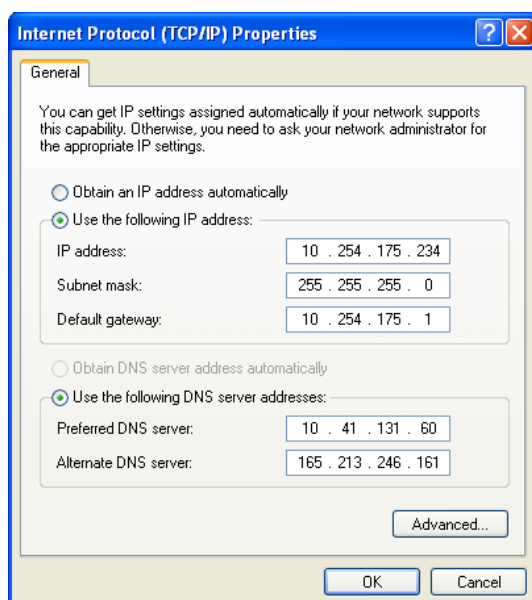 Internet Protocol (TCP/IP) Properties
General
You can get IP settings assigned automatically if your network supports
this capability. Otherwise, you need to ask your network administrator for
the appropriate IP settings.
Obtain an IP address automatically
Use the following IP address:
IP address: 10 . 254 . 175 . 234
Subnet mask: 255 . 255 . 255 . 0
Default gateway: 10 . 254 . 175 . 1
Obtain DNS server address automatically
Use the following DNS server addresses:
Preferred DNS server: 10 . 41 . 131 . 60
Alternate DNS server: 165 . 213 . 246 . 161
Advanced...
OK Cancel